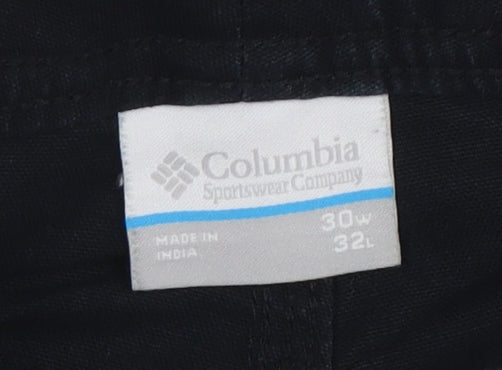 Columbia
Sportswear Company
MADE IN
INDIA
30W
32L